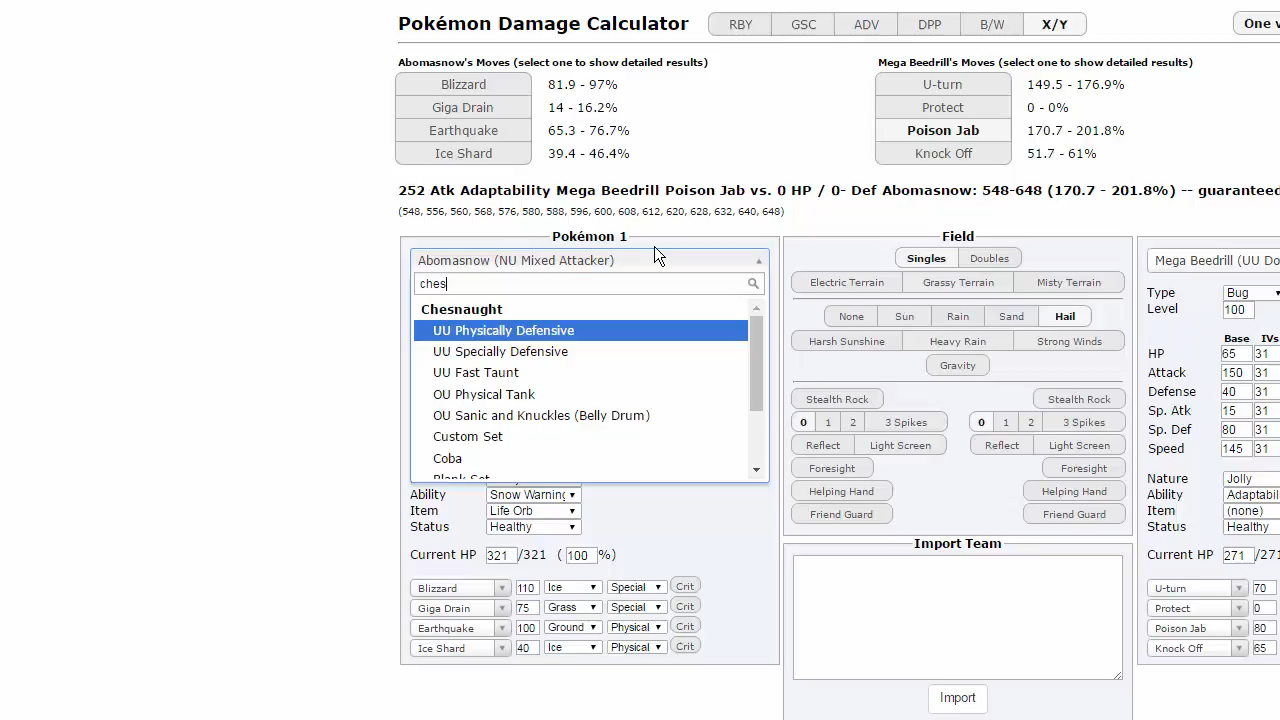 Pokémon Damage Calculator RBY GSC ADV DPP B/W X/Y One v
Abomasnow's Moves (select one to show detailed results)
Blizzard 81.9 - 97%
Giga Drain 14 - 16.2%
Earthquake 65.3 - 76.7%
Ice Shard 39.4 - 46.4%
Mega Beedrill's Moves (select one to show detailed results)
U-turn 149.5 - 176.9%
Protect 0 - 0%
Poison Jab 170.7 - 201.8%
Knock Off 51.7 - 61%
252 Atk Adaptability Mega Beedrill Poison Jab vs. 0 HP / 0- Def Abomasnow: 548-648 (170.7 - 201.8%) -- guaranteed
(548, 556, 560, 568, 576, 580, 588, 596, 600, 608, 612, 620, 628, 632, 640, 648)
Pokémon 1
Abomasnow (NU Mixed Attacker)
ches
Chesnaught
UU Physically Defensive
UU Specially Defensive
UU Fast Taunt
OU Physical Tank
OU Sanic and Knuckles (Belly Drum)
Custom Set
Coba
Blank Set
Ability Snow Warning
Item Life Orb
Status Healthy
Current HP 321 /321 ( 100 %)
Blizzard 110 Ice Special Crit
Giga Drain 75 Grass Special Crit
Earthquake 100 Ground Physical Crit
Ice Shard 40 Ice Physical Crit
Field
Singles Doubles
Electric Terrain Grassy Terrain Misty Terrain
None Sun Rain Sand Hail
Harsh Sunshine Heavy Rain Strong Winds
Gravity
Stealth Rock Stealth Rock
0 1 2 3 Spikes 0 1 2 3 Spikes
Reflect Light Screen Reflect Light Screen
Foresight Foresight
Helping Hand Helping Hand
Friend Guard Friend Guard
Import Team
Import
Mega Beedrill (UU Do
Type Bug
Level 100
Base IVs
HP 65 31
Attack 150 31
Defense 40 31
Sp. Atk 15 31
Sp. Def 80 31
Speed 145 31
Nature Jolly
Ability Adaptabil
Item (none)
Status Healthy
Current HP 271 /271
U-turn 70
Protect 0
Poison Jab 80
Knock Off 65